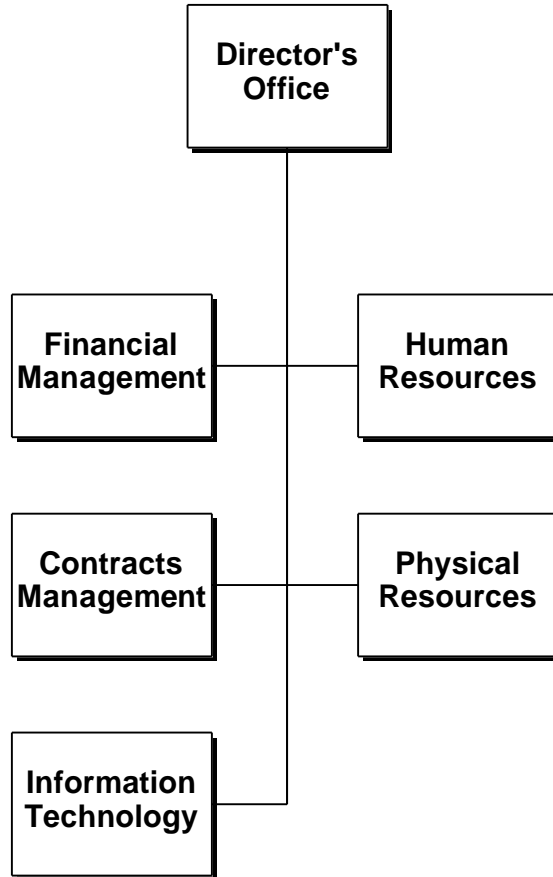 Director's
Office
Financial
Management
Human
Resources
Contracts
Management
Physical
Resources
Information
Technology